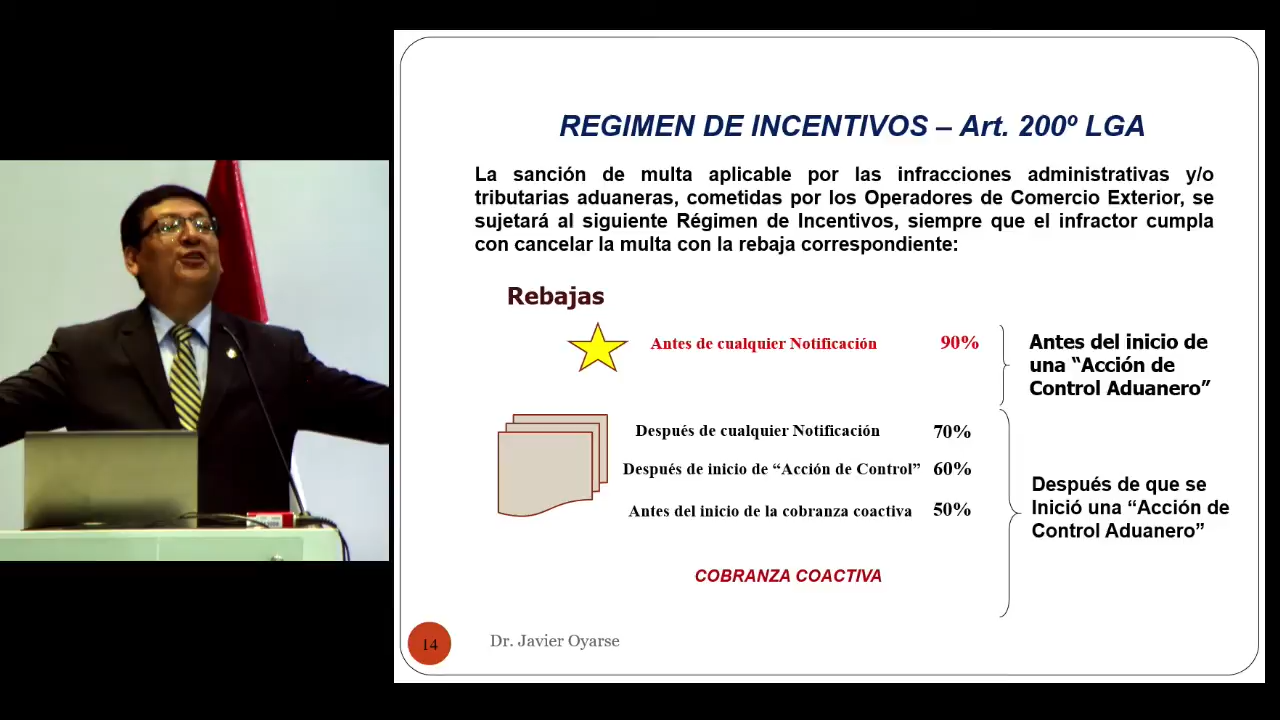 REGIMEN DE INCENTIVOS – Art. 200º LGA
La sanción de multa aplicable por las infracciones administrativas y/o
tributarias aduaneras, cometidas por los Operadores de Comercio Exterior, se
sujetará al siguiente Régimen de Incentivos, siempre que el infractor cumpla
con cancelar la multa con la rebaja correspondiente:
Rebajas
Antes de cualquier Notificación 90%
Antes del inicio de
una “Acción de
Control Aduanero”
Después de cualquier Notificación 70%
Después de inicio de “Acción de Control” 60%
Antes del inicio de la cobranza coactiva 50%
Después de que se
Inició una “Acción de
Control Aduanero”
COBRANZA COACTIVA
14
Dr. Javier Oyarse